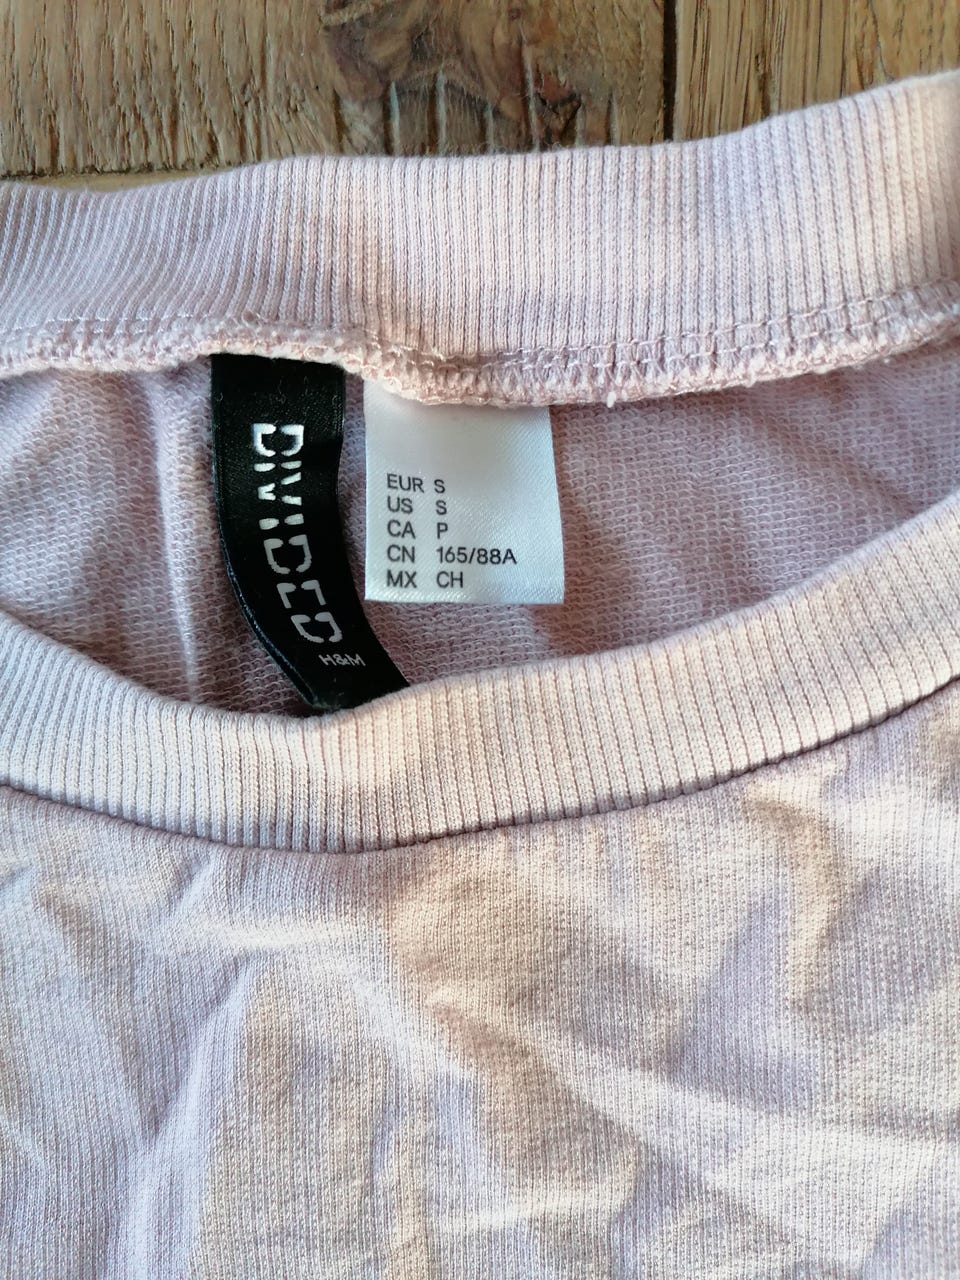 DIVIDED
H&M
EUR S
US S
CA P
CN 165/88A
MX CH